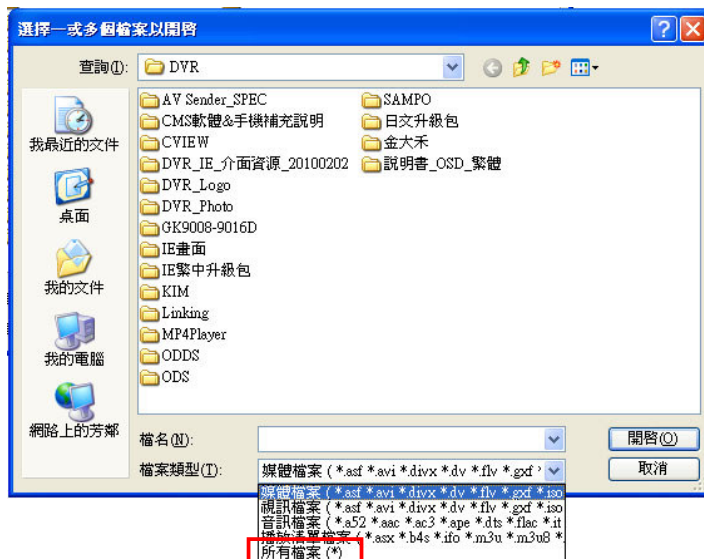 選擇一或多個檔案以開啓
查詢(I):
DVR
我最近的文件
桌面
我的文件
我的電腦
網路上的芳鄰
AV Sender_SPEC
CMS軟體&手機補充說明
CVIEW
DVR_IE_介面資源_20100202
DVR_Logo
DVR_Photo
GK9008-9016D
IE畫面
IE繁中升級包
KIM
Linking
MP4Player
ODDS
ODS
SAMPO
日文升級包
金大禾
說明書_OSD_繁體
檔名(N):
開啓(O)
檔案類型(T):
媒體檔案 ( *.asf *.avi *.divx *.dv *.flv *.gxf *
取消
媒體檔案 ( *.asf *.avi *.divx *.dv *.flv *.gxf *.iso
視訊檔案 ( *.asf *.avi *.divx *.dv *.flv *.gxf *.iso
音訊檔案 ( *.a52 *.aac *.ac3 *.ape *.dts *.flac *.it
播放清單檔案 ( *.asx *.b4s *.ifo *.m3u *.m3u8 *.
所有檔案 (*)